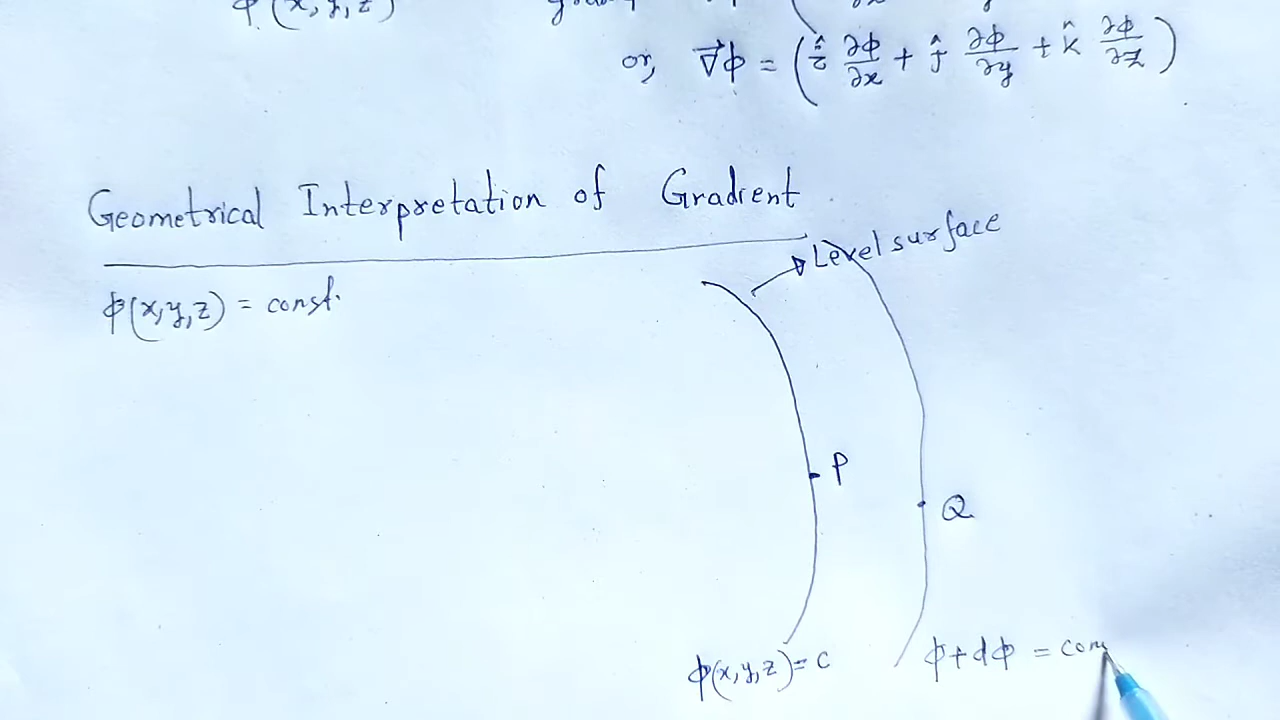 ϕ(x,y,z)
or, ∇⃗ϕ = (î ∂ϕ/∂x + ĵ ∂ϕ/∂y + k̂ ∂ϕ/∂z)
Geometrical Interpretation of Gradient
Level surface
ϕ(x,y,z) = const.
P
Q
ϕ(x,y,z) = c
ϕ+dϕ = con